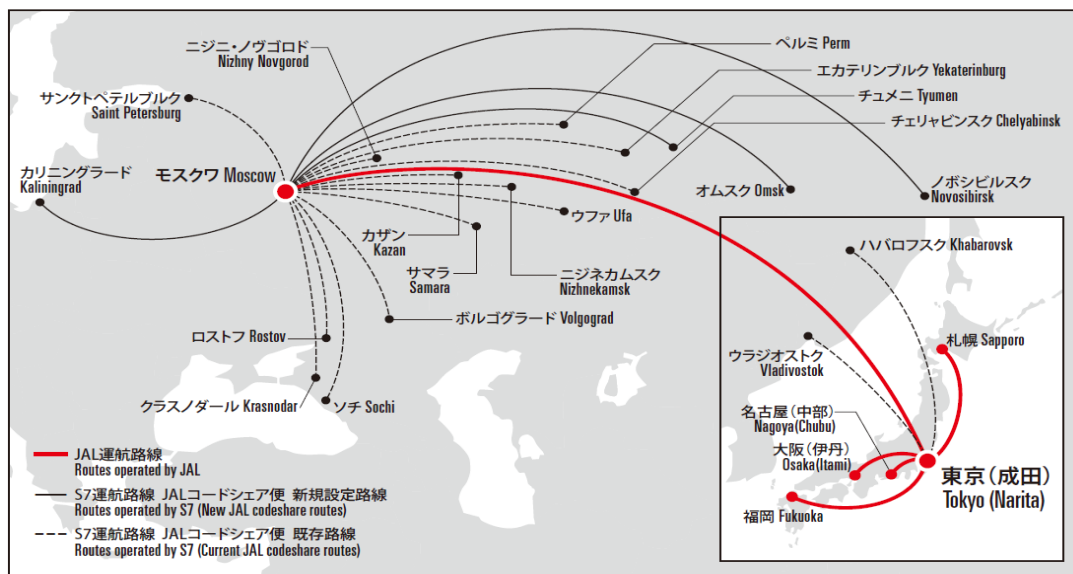 ニジニ・ノヴゴロド
Nizhny Novgorod
ペルミ Perm
エカテリンブルク Yekaterinburg
サンクトペテルブルク
Saint Petersburg
チュメニ Tyumen
チェリャビンスク Chelyabinsk
カリニングラード
Kaliningrad
モスクワ Moscow
オムスク Omsk
ノボシビルスク
Novosibirsk
ウファ Ufa
カザン
Kazan
サマラ
Samara
ニジネカムスク
Nizhnekamsk
ボルゴグラード Volgograd
ロストフ Rostov
クラスノダール Krasnodar
ソチ Sochi
ハバロフスク Khabarovsk
札幌 Sapporo
ウラジオストク
Vladivostok
名古屋(中部)
Nagoya(Chubu)
大阪(伊丹)
Osaka(Itami)
東京(成田)
Tokyo (Narita)
福岡 Fukuoka
JAL運航路線
Routes operated by JAL
S7運航路線 JALコードシェア便 新規設定路線
Routes operated by S7 (New JAL codeshare routes)
S7運航路線 JALコードシェア便 既存路線
Routes operated by S7 (Current JAL codeshare routes)